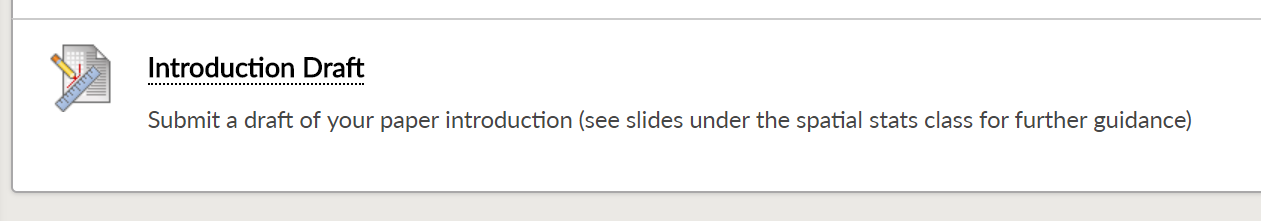 Introduction Draft
Submit a draft of your paper introduction (see slides under the spatial stats class for further guidance)